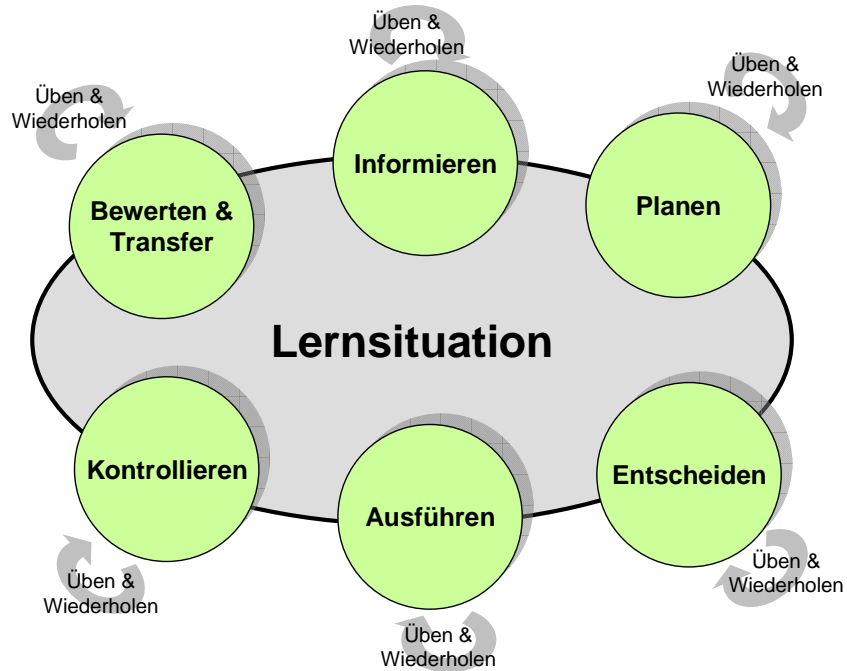 Üben &
Wiederholen
Informieren
Üben &
Wiederholen
Planen
Üben &
Wiederholen
Entscheiden
Üben &
Wiederholen
Ausführen
Üben &
Wiederholen
Kontrollieren
Üben &
Wiederholen
Bewerten &
Transfer
Lernsituation